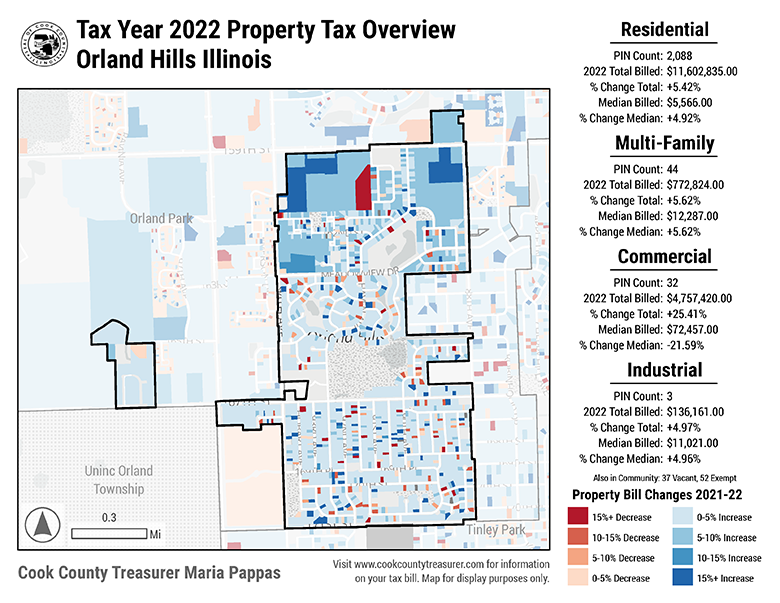 Tax Year 2022 Property Tax Overview
Orland Hills Illinois
159TH ST
Orland Park
MEADOWVIEW DR
Orland Hills
Uninc Orland
Township
Tinley Park
0.3
Mi
Cook County Treasurer Maria Pappas
Visit www.cookcountytreasurer.com for information
on your tax bill. Map for display purposes only.
Residential
PIN Count: 2,088
2022 Total Billed: $11,602,835.00
% Change Total: +5.42%
Median Billed: $5,566.00
% Change Median: +4.92%
Multi-Family
PIN Count: 44
2022 Total Billed: $772,824.00
% Change Total: +5.62%
Median Billed: $12,287.00
% Change Median: +5.62%
Commercial
PIN Count: 32
2022 Total Billed: $4,757,420.00
% Change Total: +25.41%
Median Billed: $72,457.00
% Change Median: -21.59%
Industrial
PIN Count: 3
2022 Total Billed: $136,161.00
% Change Total: +4.97%
Median Billed: $11,021.00
% Change Median: +4.96%
Also in Community: 37 Vacant, 52 Exempt
Property Bill Changes 2021-22
15%+ Decrease
10-15% Decrease
5-10% Decrease
0-5% Decrease
0-5% Increase
5-10% Increase
10-15% Increase
15%+ Increase